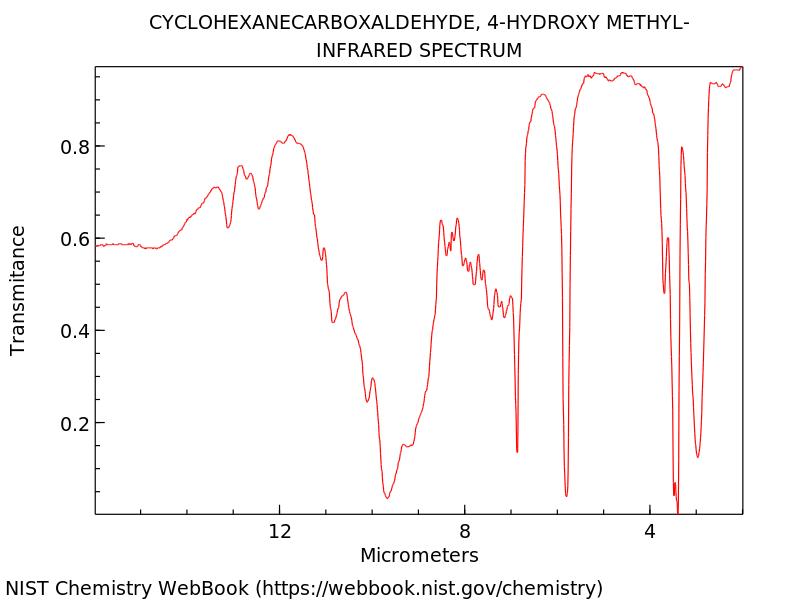 CYCLOHEXANECARBOXALDEHYDE, 4-HYDROXY METHYL-
INFRARED SPECTRUM
0.8
0.6
0.4
0.2
Transmitance
12 8 4
Micrometers
NIST Chemistry WebBook (https://webbook.nist.gov/chemistry)